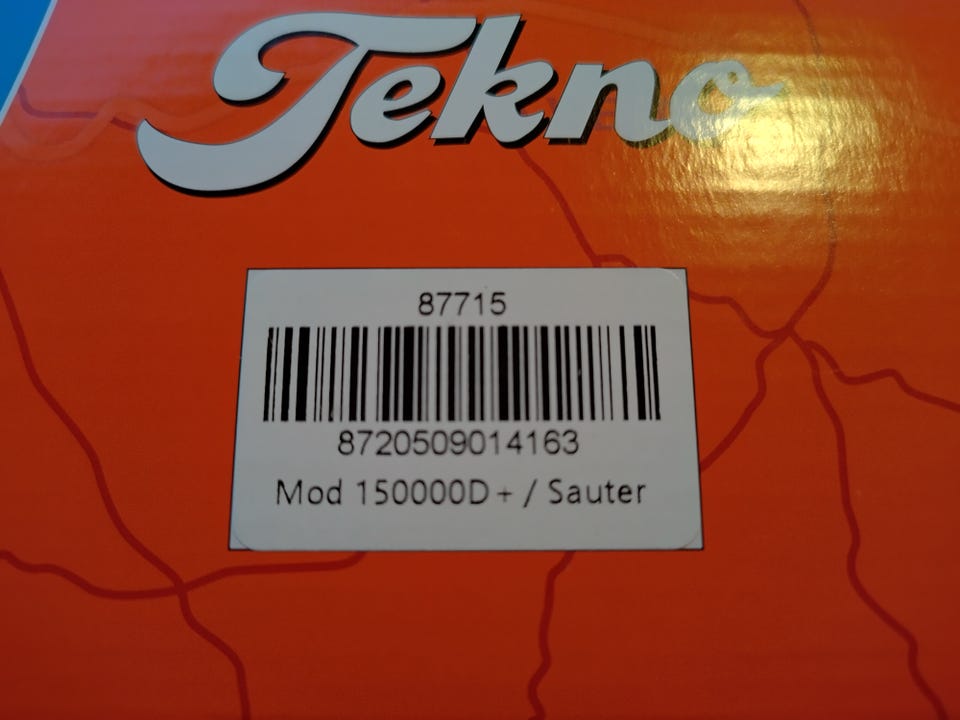 Tekno
87715
8720509014163
Mod 150000D+ / Sauter